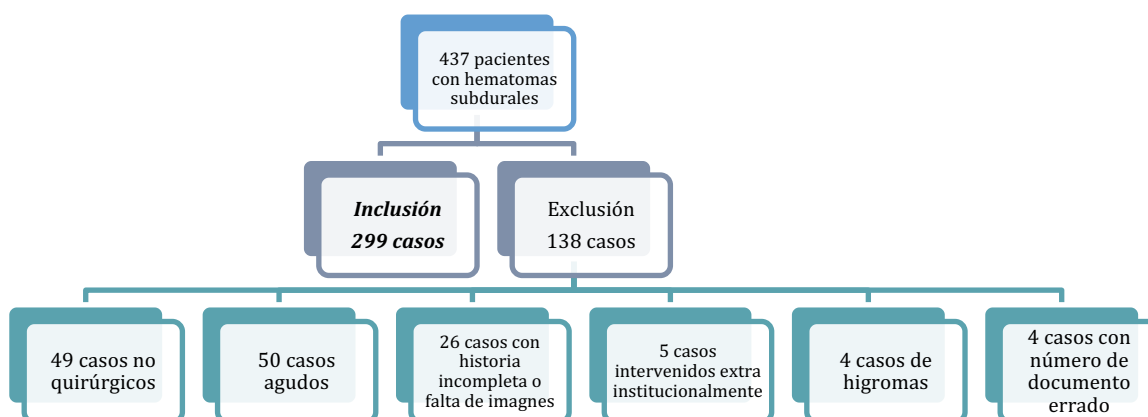 437 pacientes
con hematomas
subdurales
Inclusión
299 casos
Exclusión
138 casos
49 casos no
quirúrgicos
50 casos
agudos
26 casos con
historia
incompleta o
falta de imagnes
5 casos
intervenidos extra
institucionalmente
4 casos de
higromas
4 casos con
número de
documento
errado